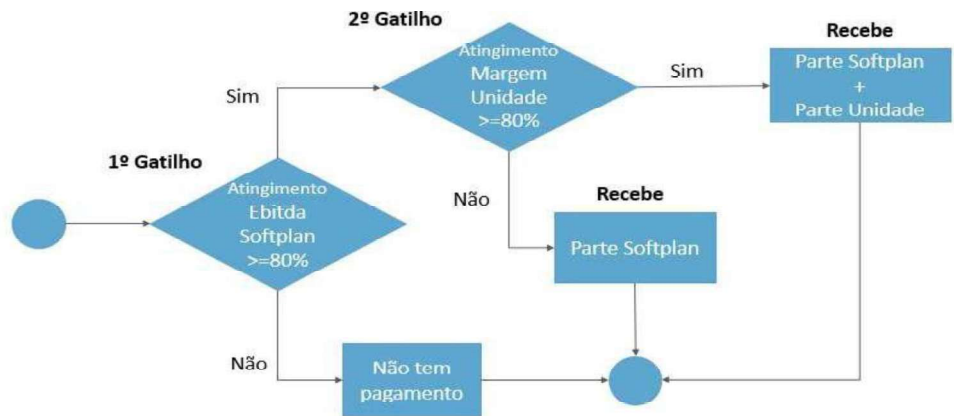 2º Gatilho
Atingimento
Margem
Unidade
>=80%
Sim
Recebe
Parte Softplan
+
Parte Unidade
Sim
1º Gatilho
Atingimento
Ebitda
Softplan
>=80%
Não
Recebe
Parte Softplan
Não
Não tem
pagamento